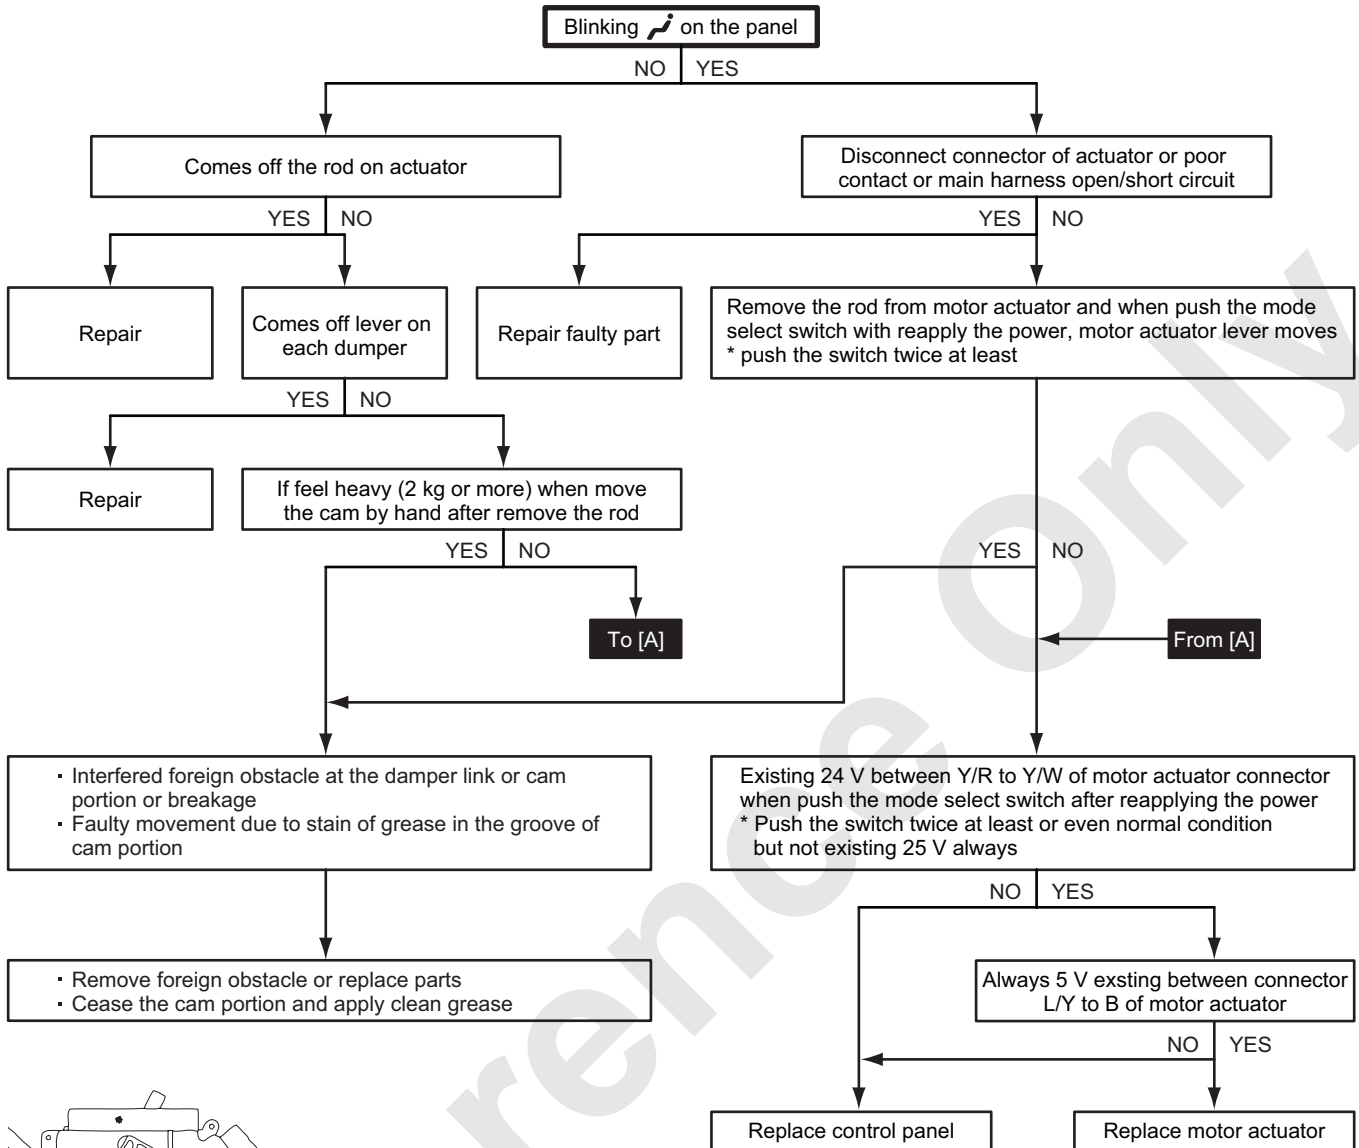 Blinking on the panel
NO YES
Comes off the rod on actuator
Disconnect connector of actuator or poor
contact or main harness open/short circuit
YES NO
YES NO
Repair
Comes off lever on
each dumper
Repair faulty part
Remove the rod from motor actuator and when push the mode
select switch with reapply the power, motor actuator lever moves
* push the switch twice at least
YES NO
Repair
If feel heavy (2 kg or more) when move
the cam by hand after remove the rod
YES NO
YES NO
To [A]
From [A]
· Interfered foreign obstacle at the damper link or cam
portion or breakage
· Faulty movement due to stain of grease in the groove of
cam portion
Existing 24 V between Y/R to Y/W of motor actuator connector
when push the mode select switch after reapplying the power
* Push the switch twice at least or even normal condition
but not existing 25 V always
NO YES
· Remove foreign obstacle or replace parts
· Cease the cam portion and apply clean grease
Always 5 V exsting between connector
L/Y to B of motor actuator
NO YES
Replace control panel
Replace motor actuator
rence Only